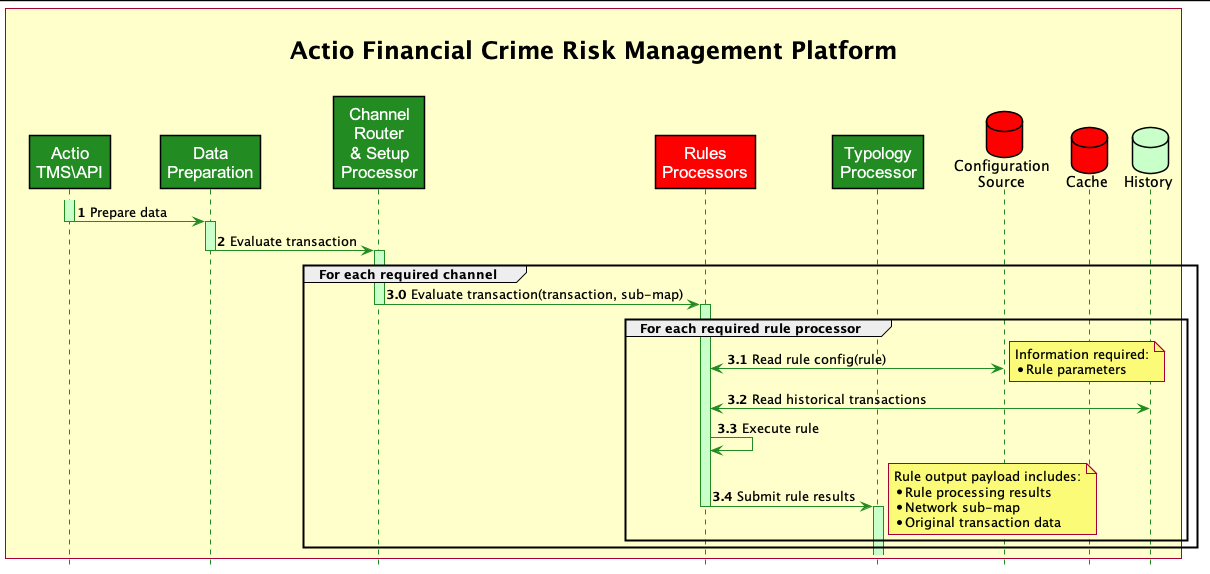 Actio Financial Crime Risk Management Platform
Actio
TMS\API
Data
Preparation
Channel
Router
& Setup
Processor
Rules
Processors
Typology
Processor
Configuration
Source
Cache
History
1 Prepare data
2 Evaluate transaction
For each required channel
3.0 Evaluate transaction(transaction, sub-map)
For each required rule processor
3.1 Read rule config(rule)
Information required:
• Rule parameters
3.2 Read historical transactions
3.3 Execute rule
3.4 Submit rule results
Rule output payload includes:
• Rule processing results
• Network sub-map
• Original transaction data